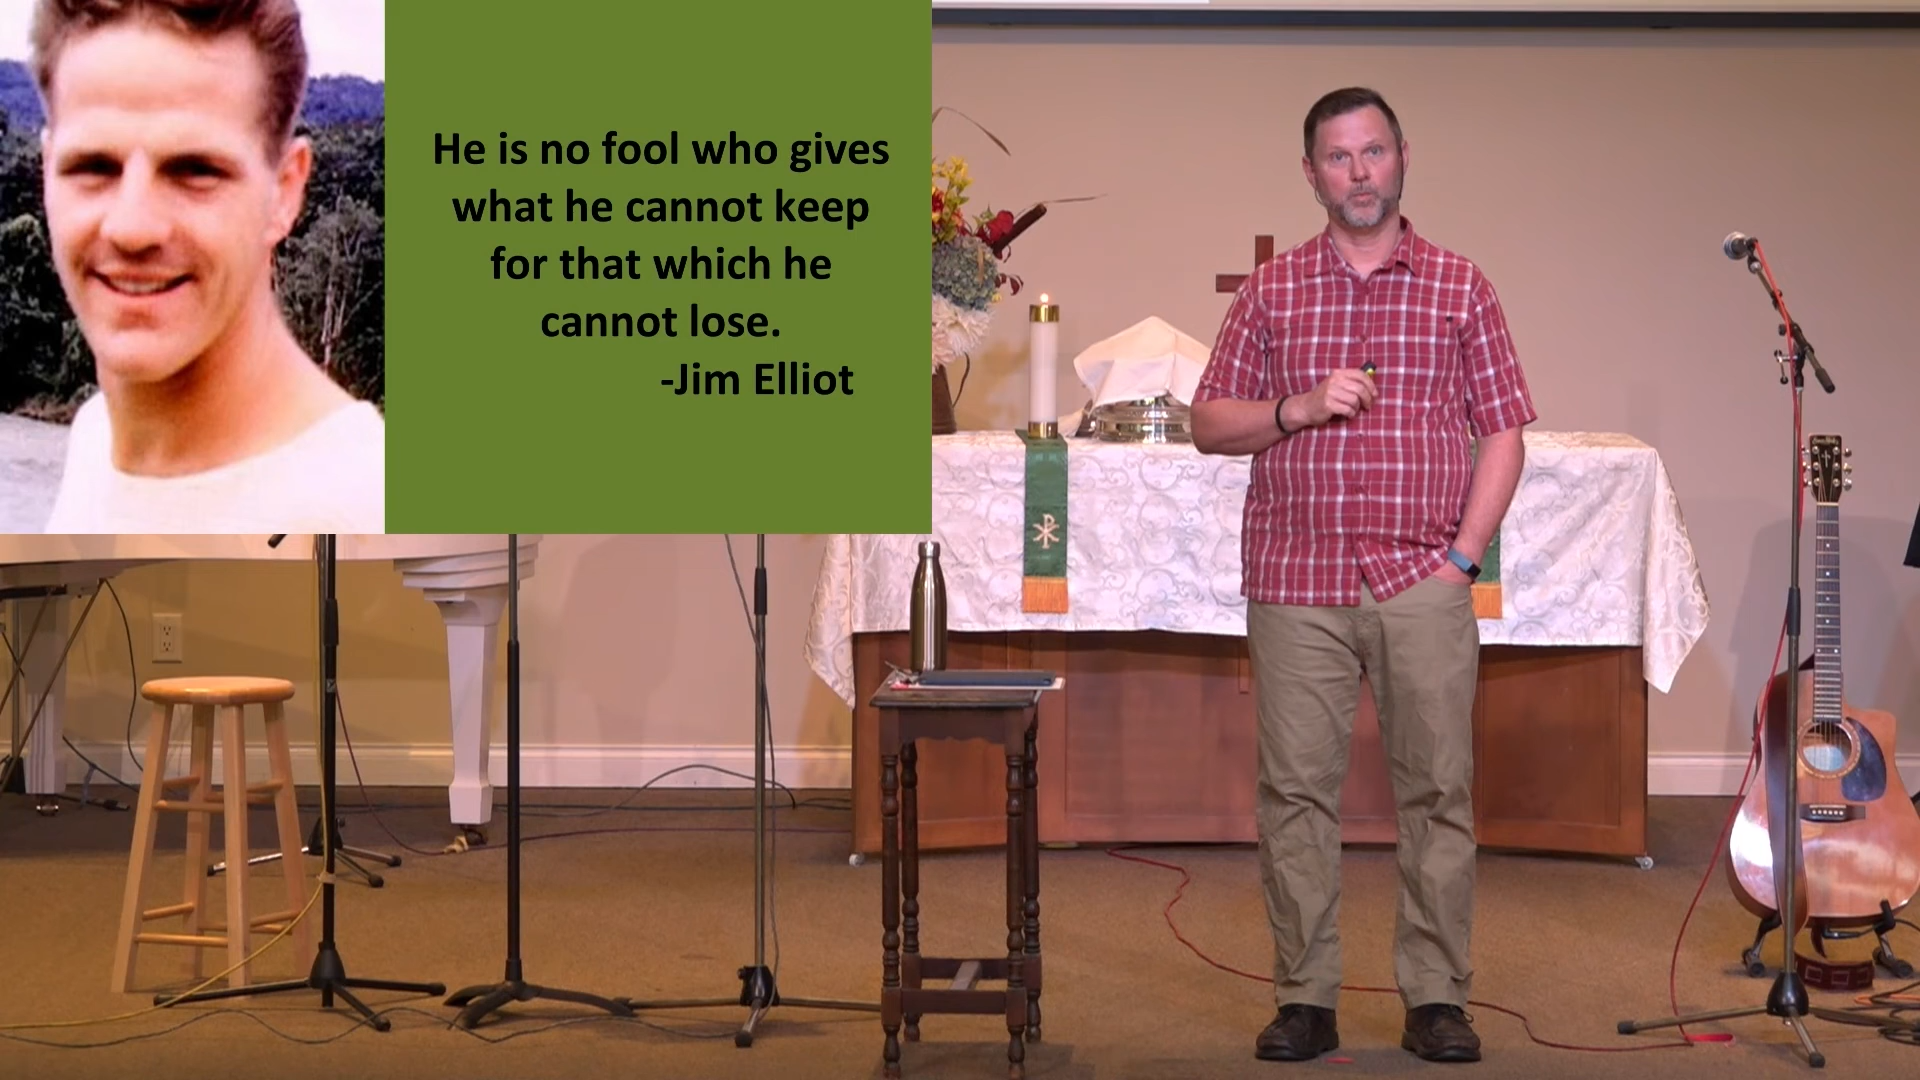 He is no fool who gives
what he cannot keep
for that which he
cannot lose.
-Jim Elliot